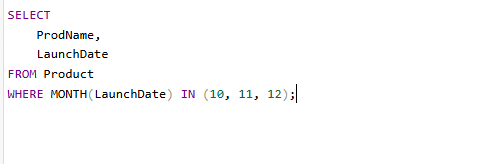 SELECT
    ProdName,
    LaunchDate
FROM Product
WHERE MONTH(LaunchDate) IN (10, 11, 12);